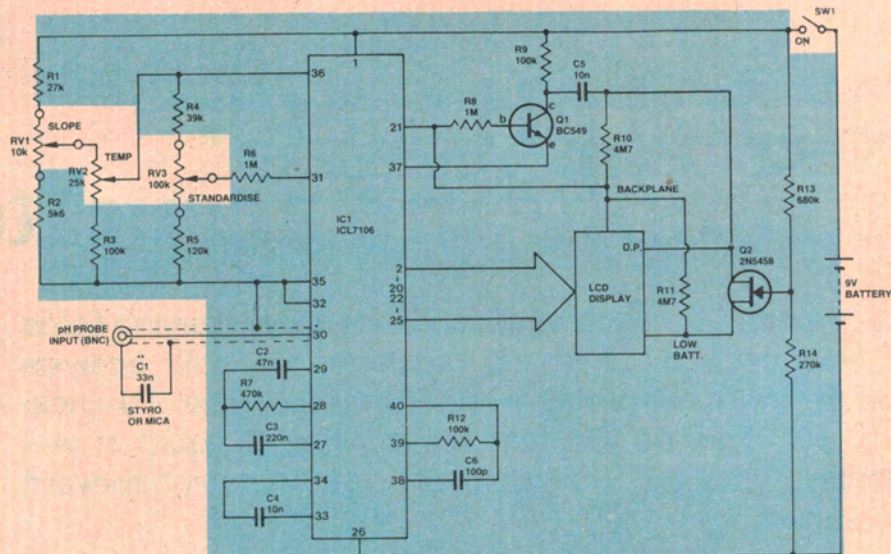 SW1
ON
R1
27k
SLOPE
RV1
10k
TEMP
RV2
25k
R2
5k6
R3
100k
R4
39k
RV3
100k
STANDARDISE
R5
120k
R6
1M
36
31
35
32
30
29
28
27
34
33
1
IC1
ICL7106
26
21
37
2
20
22
25
40
39
38
R8
1M
b
c
e
Q1
BC549
R9
100k
C5
10n
R10
4M7
BACKPLANE
LCD
DISPLAY
D.P.
R11
4M7
LOW
BATT.
Q2
2N5458
R13
680k
R14
270k
9V
BATTERY
pH PROBE
INPUT (BNC)
**
C1
33n
STYRO
OR MICA
C2
47n
R7
470k
C3
220n
C4
10n
R12
100k
C6
100p